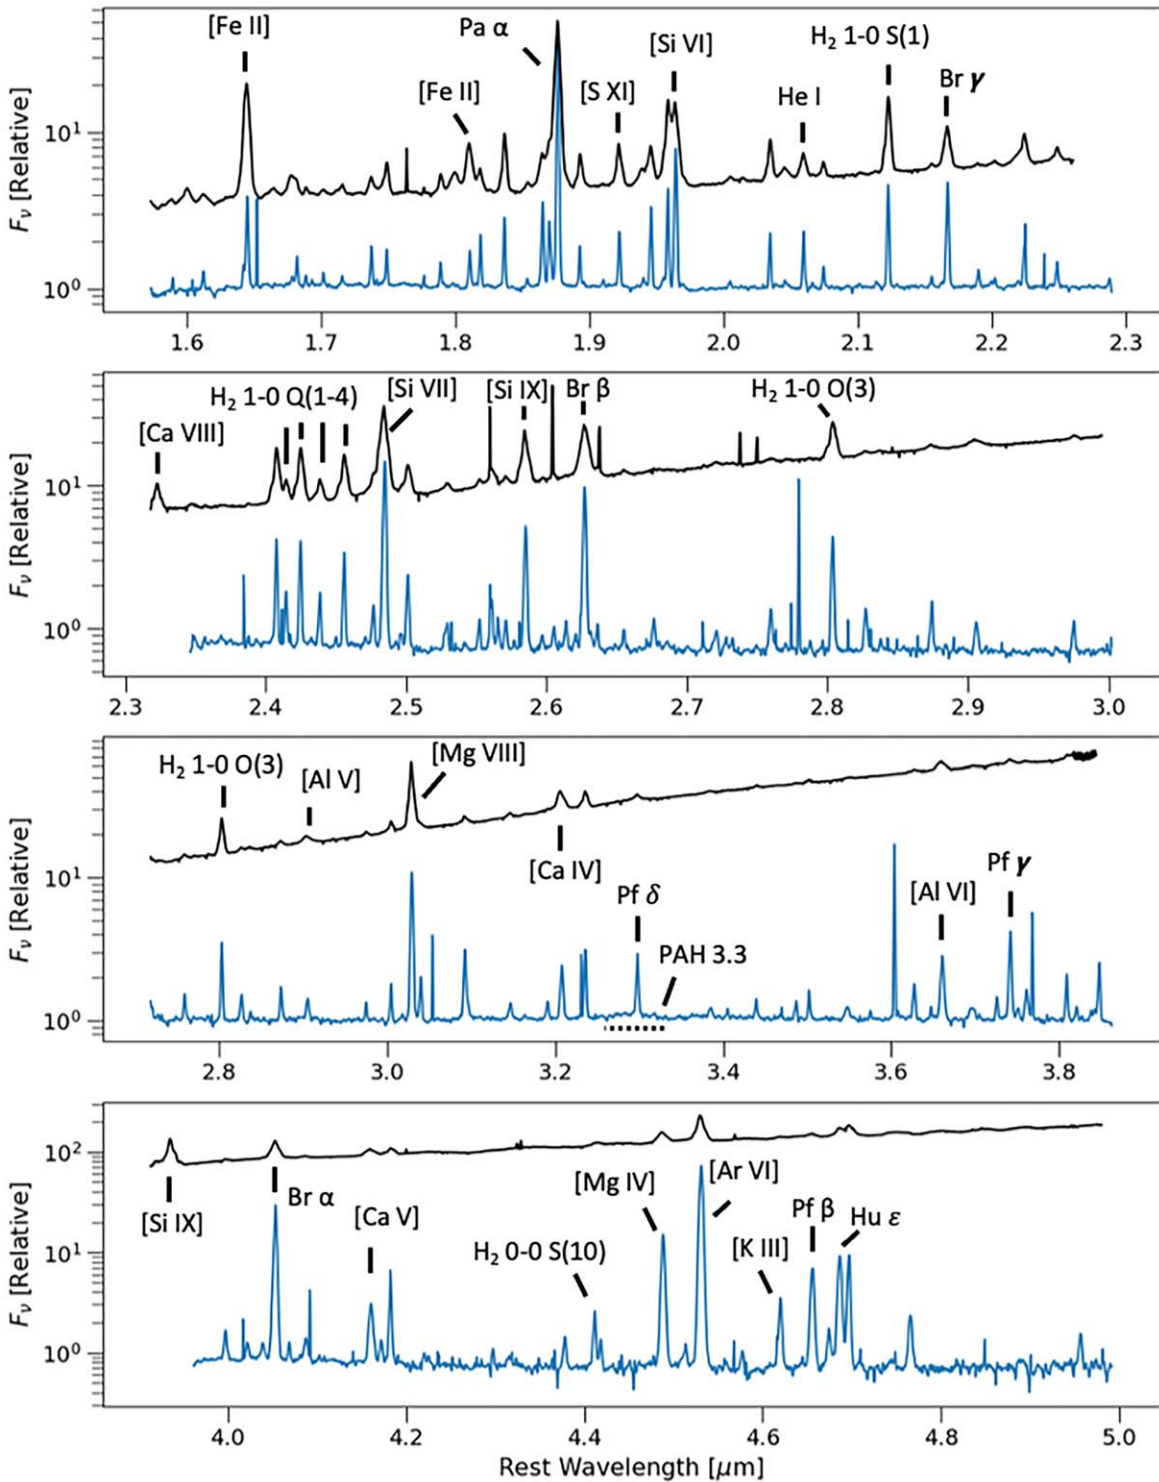 [Fe II]
Pa α
[Si VI]
H₂ 1-0 S(1)
[Fe II]
[S XI]
He I
Br γ
Fν [Relative]
10¹
10⁰
1.6 1.7 1.8 1.9 2.0 2.1 2.2 2.3
H₂ 1-0 Q(1-4)
[Si VII]
[Si IX]
Br β
H₂ 1-0 O(3)
[Ca VIII]
Fν [Relative]
10¹
10⁰
2.3 2.4 2.5 2.6 2.7 2.8 2.9 3.0
H₂ 1-0 O(3)
[Al V]
[Mg VIII]
[Ca IV]
Pf δ
PAH 3.3
[Al VI]
Pf γ
Fν [Relative]
10¹
10⁰
2.8 3.0 3.2 3.4 3.6 3.8
[Si IX]
Br α
[Ca V]
H₂ 0-0 S(10)
[Mg IV]
[Ar VI]
[K III]
Pf β
Hu ε
Fν [Relative]
10²
10¹
10⁰
4.0 4.2 4.4 4.6 4.8 5.0
Rest Wavelength [μm]